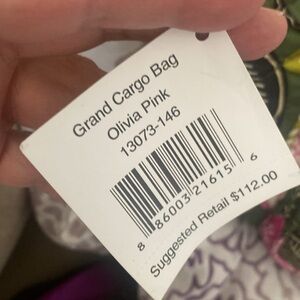 Grand Cargo Bag
Olivia Pink
13073-146
8 86003 21615 6
Suggested Retail $112.00